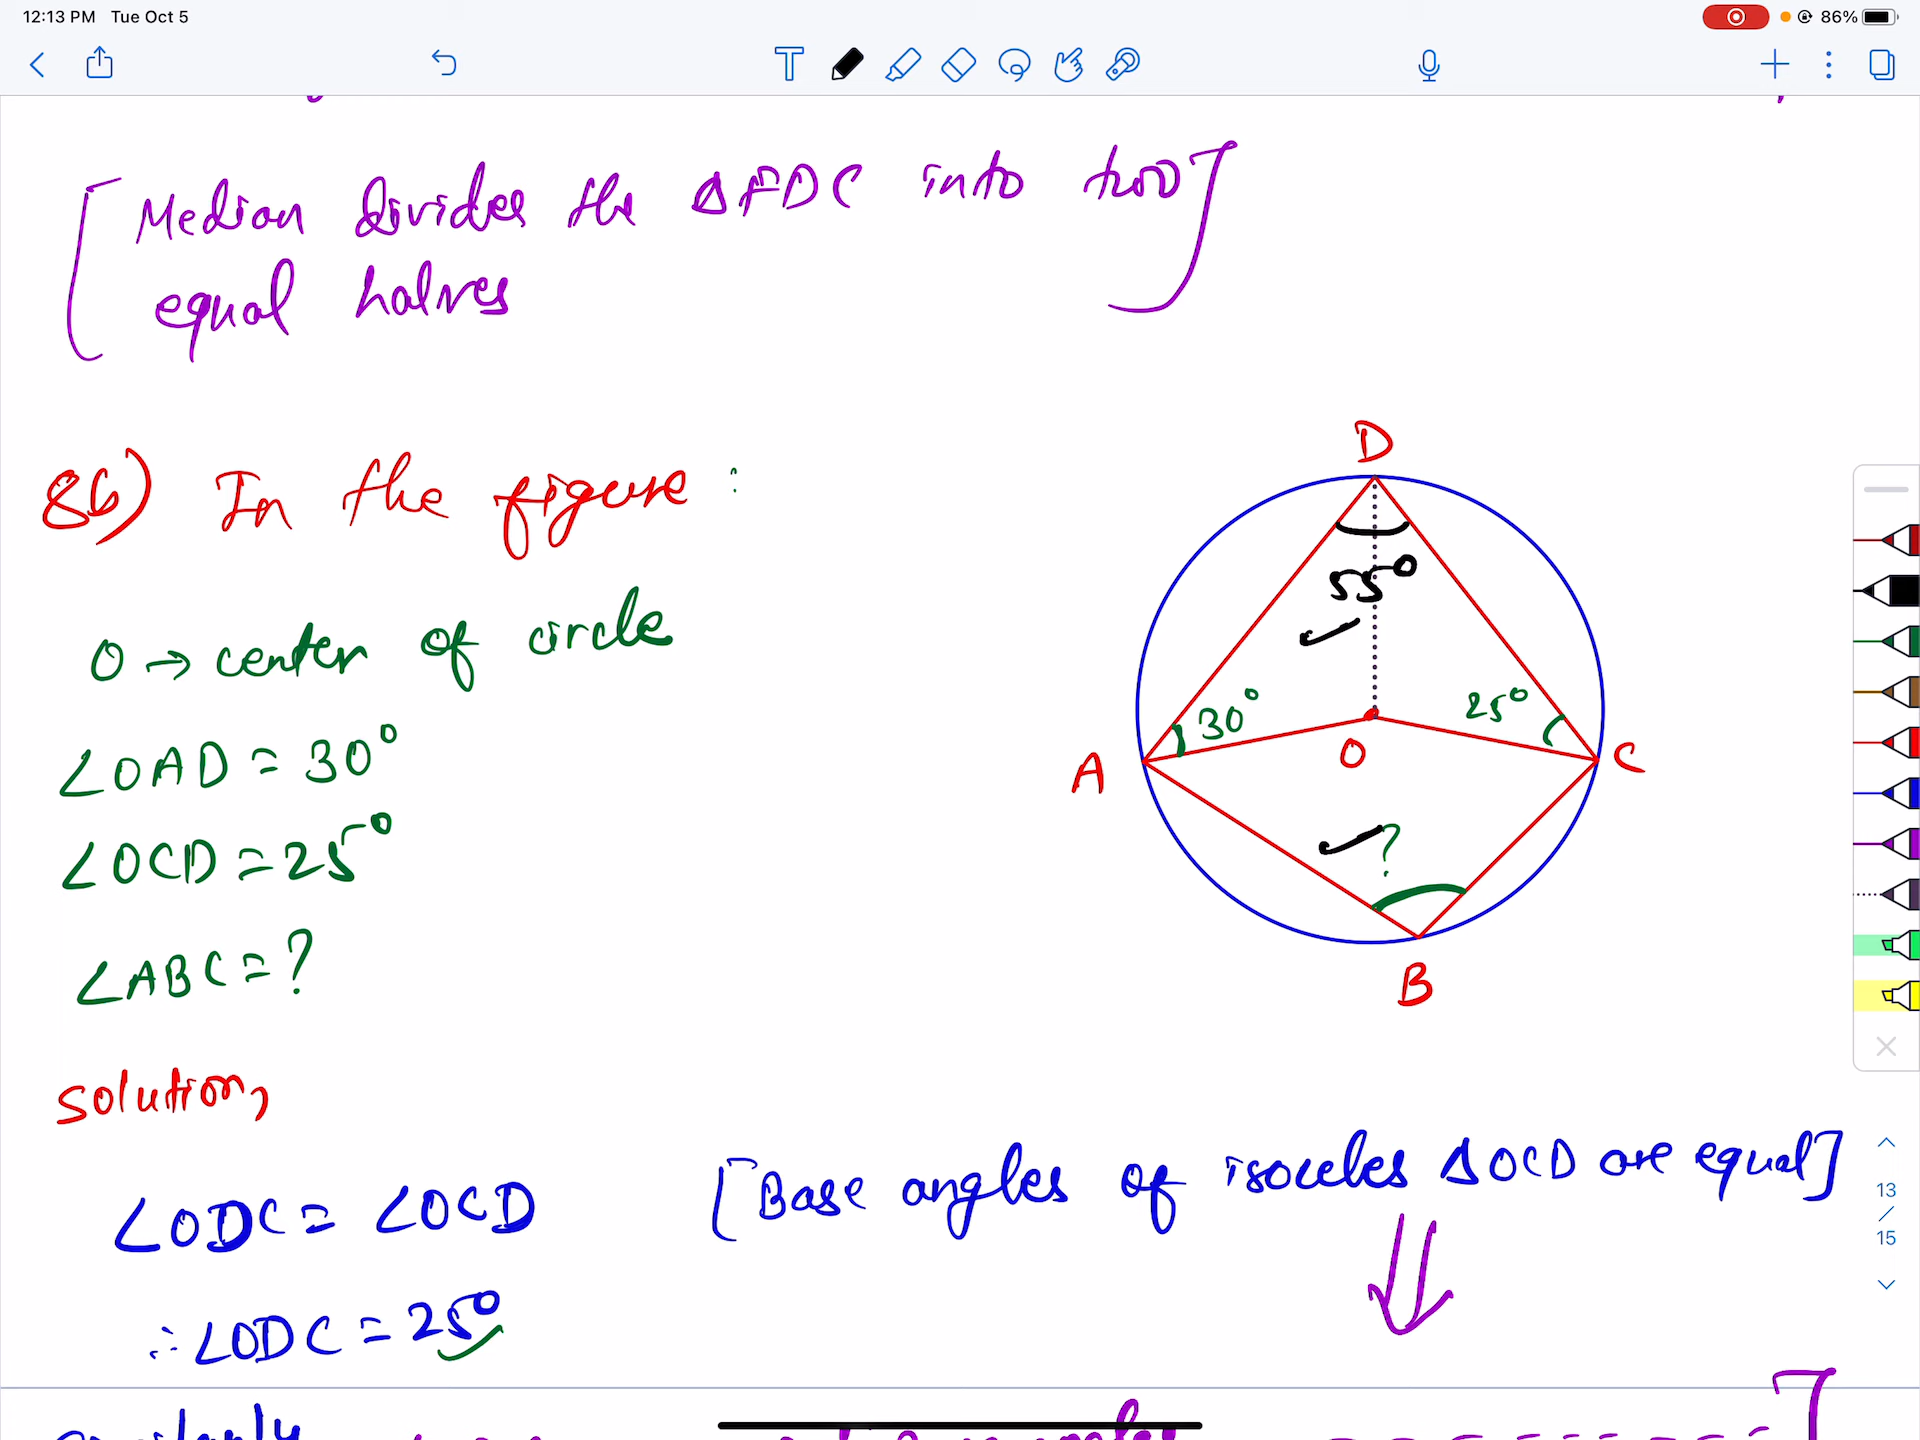 12:13 PM Tue Oct 5
86%
[Median divides the ΔFDC into two
equal halves]
86) In the figure :
O → center of circle
∠OAD = 30°
∠OCD = 25°
∠ABC = ?
D
55°
30°
25°
O
A
C
?
B
solution,
∠ODC = ∠OCD [Base angles of isoceles ΔOCD are equal]
∴ ∠ODC = 25°
13
/
15